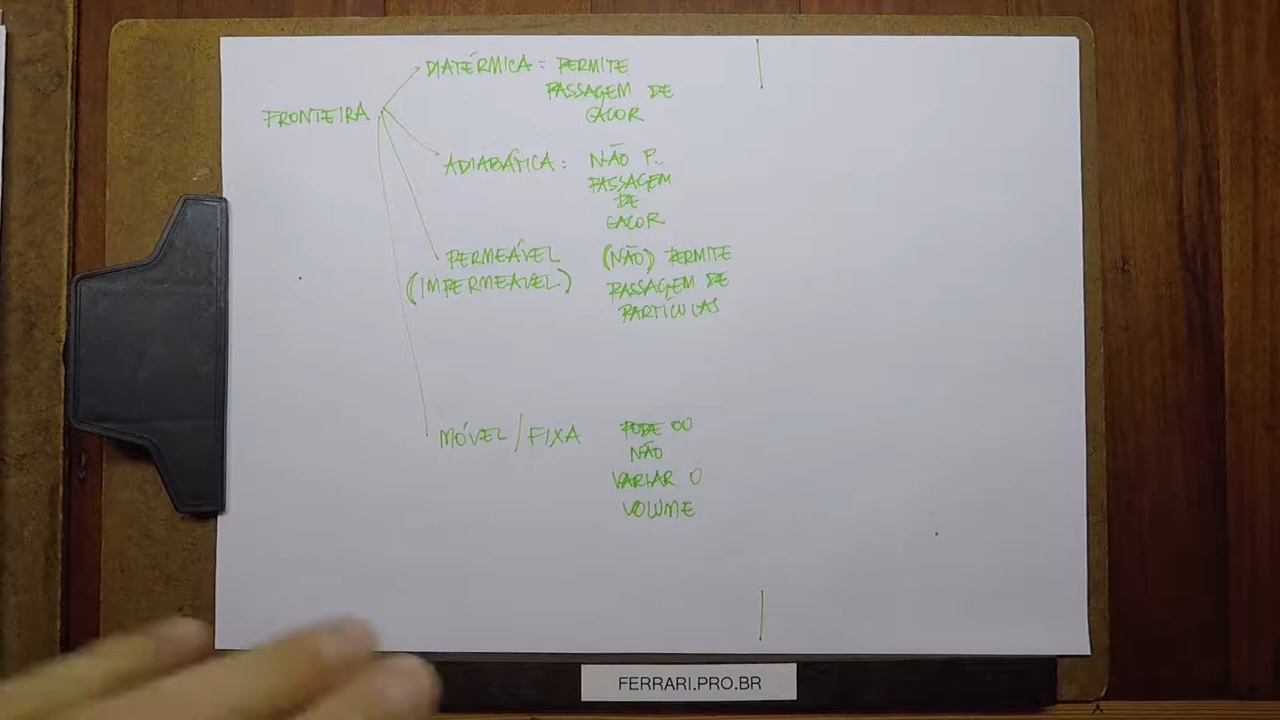 FRONTEIRA
DIATÉRMICA: PERMITE
PASSAGEM DE
CALOR
ADIABÁTICA: NÃO P..
PASSAGEM
DE
CALOR
PERMEÁVEL (NÃO) PERMITE
(IMPERMEÁVEL) PASSAGEM DE
PARTÍCULAS
MÓVEL/FIXA PODE OU
NÃO
VARIAR O
VOLUME
FERRARI.PRO.BR